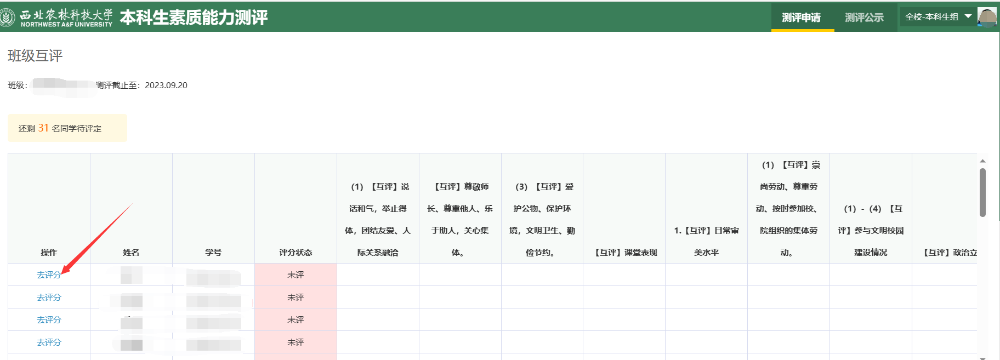 西北农林科技大学
NORTHWEST A&F UNIVERSITY
本科生素质能力测评
测评申请
测评公示
全校-本科生组
班级互评
班级：
测评截止至：2023.09.20
还剩 31 名同学待评定
操作
姓名
学号
评分状态
（1）【互评】说
话和气，举止得
体，团结友爱、人
际关系融洽
【互评】尊敬师
长、尊重他人、乐
于助人，关心集
体。
（3）【互评】爱
护公物、保护环
境，文明卫生、勤
俭节约。
【互评】课堂表现
1.【互评】日常审
美水平
（1）【互评】崇
尚劳动、尊重劳
动、按时参加校、
院组织的集体劳
动。
（1）-（4）【互
评】参与文明校园
建设情况
【互评】政治立
去评分
未评
去评分
未评
去评分
未评
去评分
未评